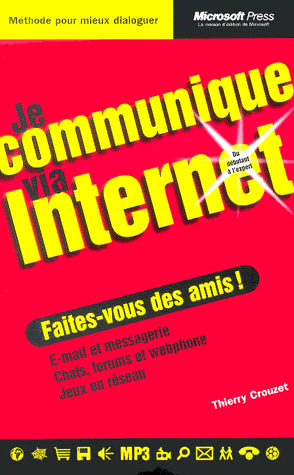 Méthode pour mieux dialoguer
Microsoft Press
La maison d'édition de Microsoft
Je
communique
via
Internet
Du
débutant
à l'expert
Faites-vous des amis !
E-mail et messagerie
Chats, forums et webphone
Jeux en réseau
Thierry Crouzet
MP3